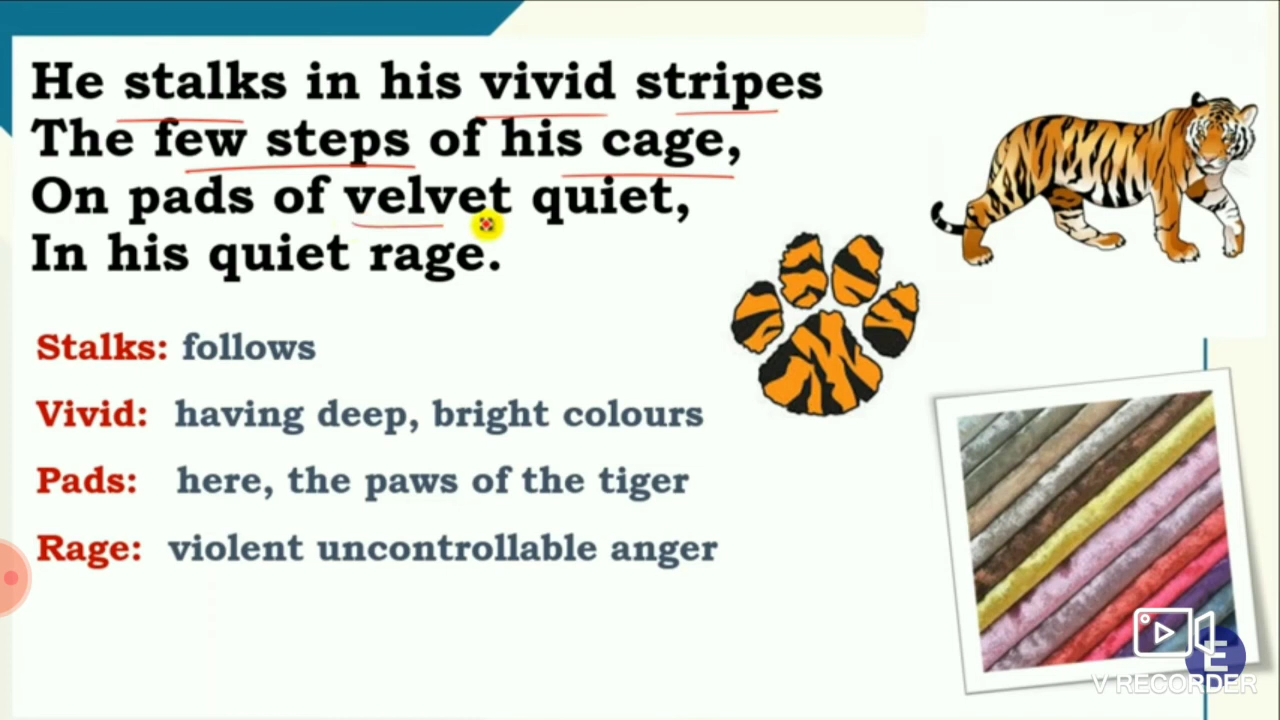 He stalks in his vivid stripes
The few steps of his cage,
On pads of velvet quiet,
In his quiet rage.
Stalks: follows
Vivid: having deep, bright colours
Pads: here, the paws of the tiger
Rage: violent uncontrollable anger
E
V RECORDER